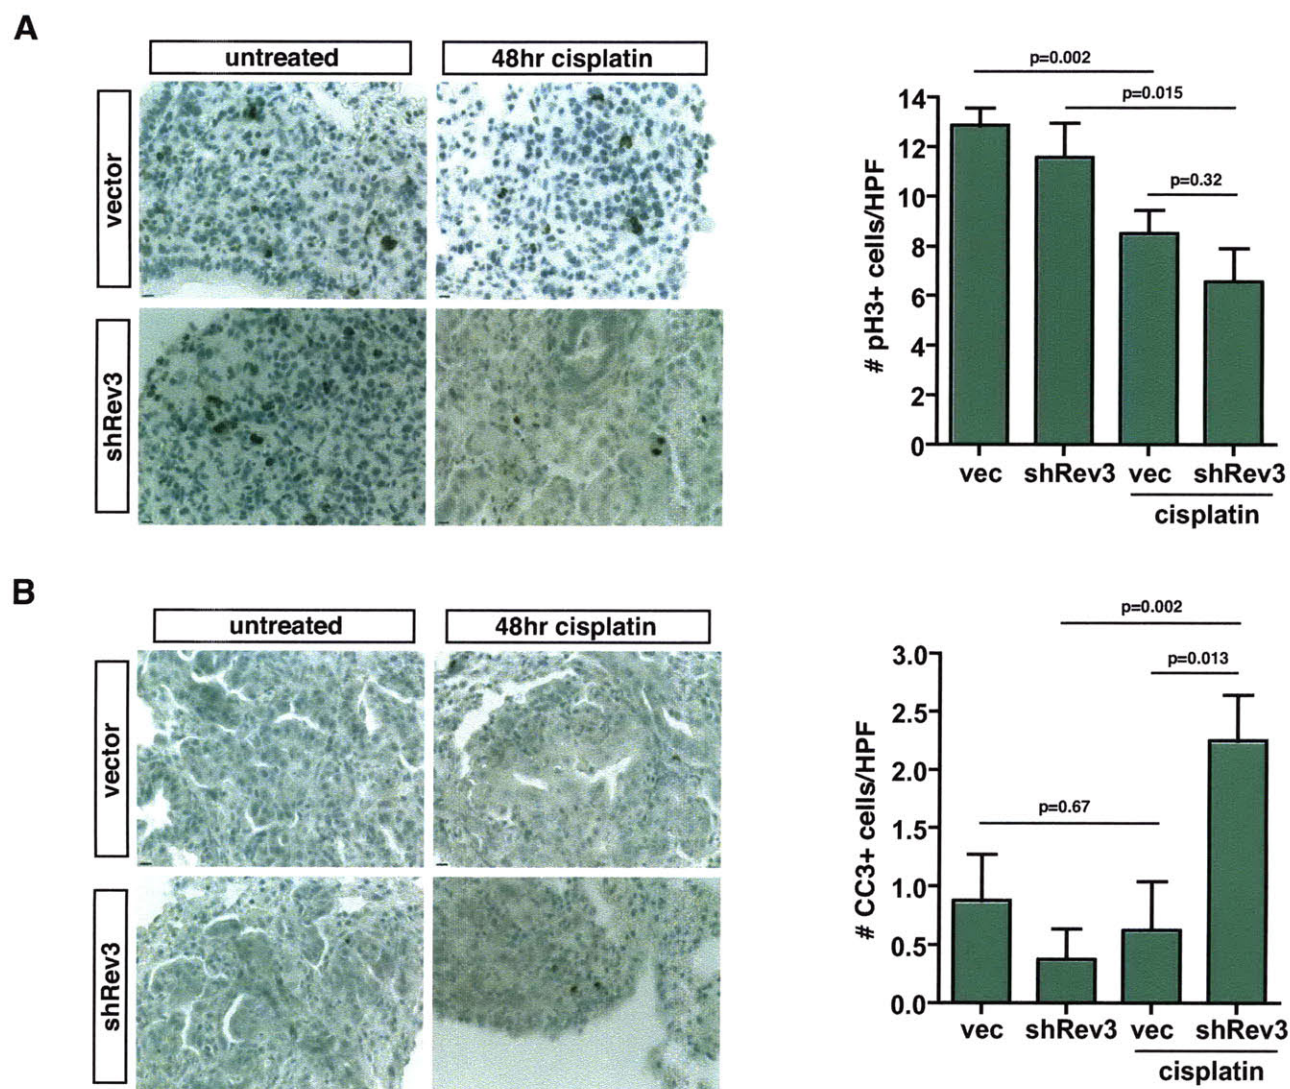 A
untreated
48hr cisplatin
vector
shRev3
p=0.002
p=0.015
p=0.32
# pH3+ cells/HPF
14
12
10
8
6
4
2
0
vec
shRev3
vec
shRev3
cisplatin
B
untreated
48hr cisplatin
vector
shRev3
p=0.002
p=0.013
p=0.67
# CC3+ cells/HPF
3.0
2.5
2.0
1.5
1.0
0.5
0.0
vec
shRev3
vec
shRev3
cisplatin